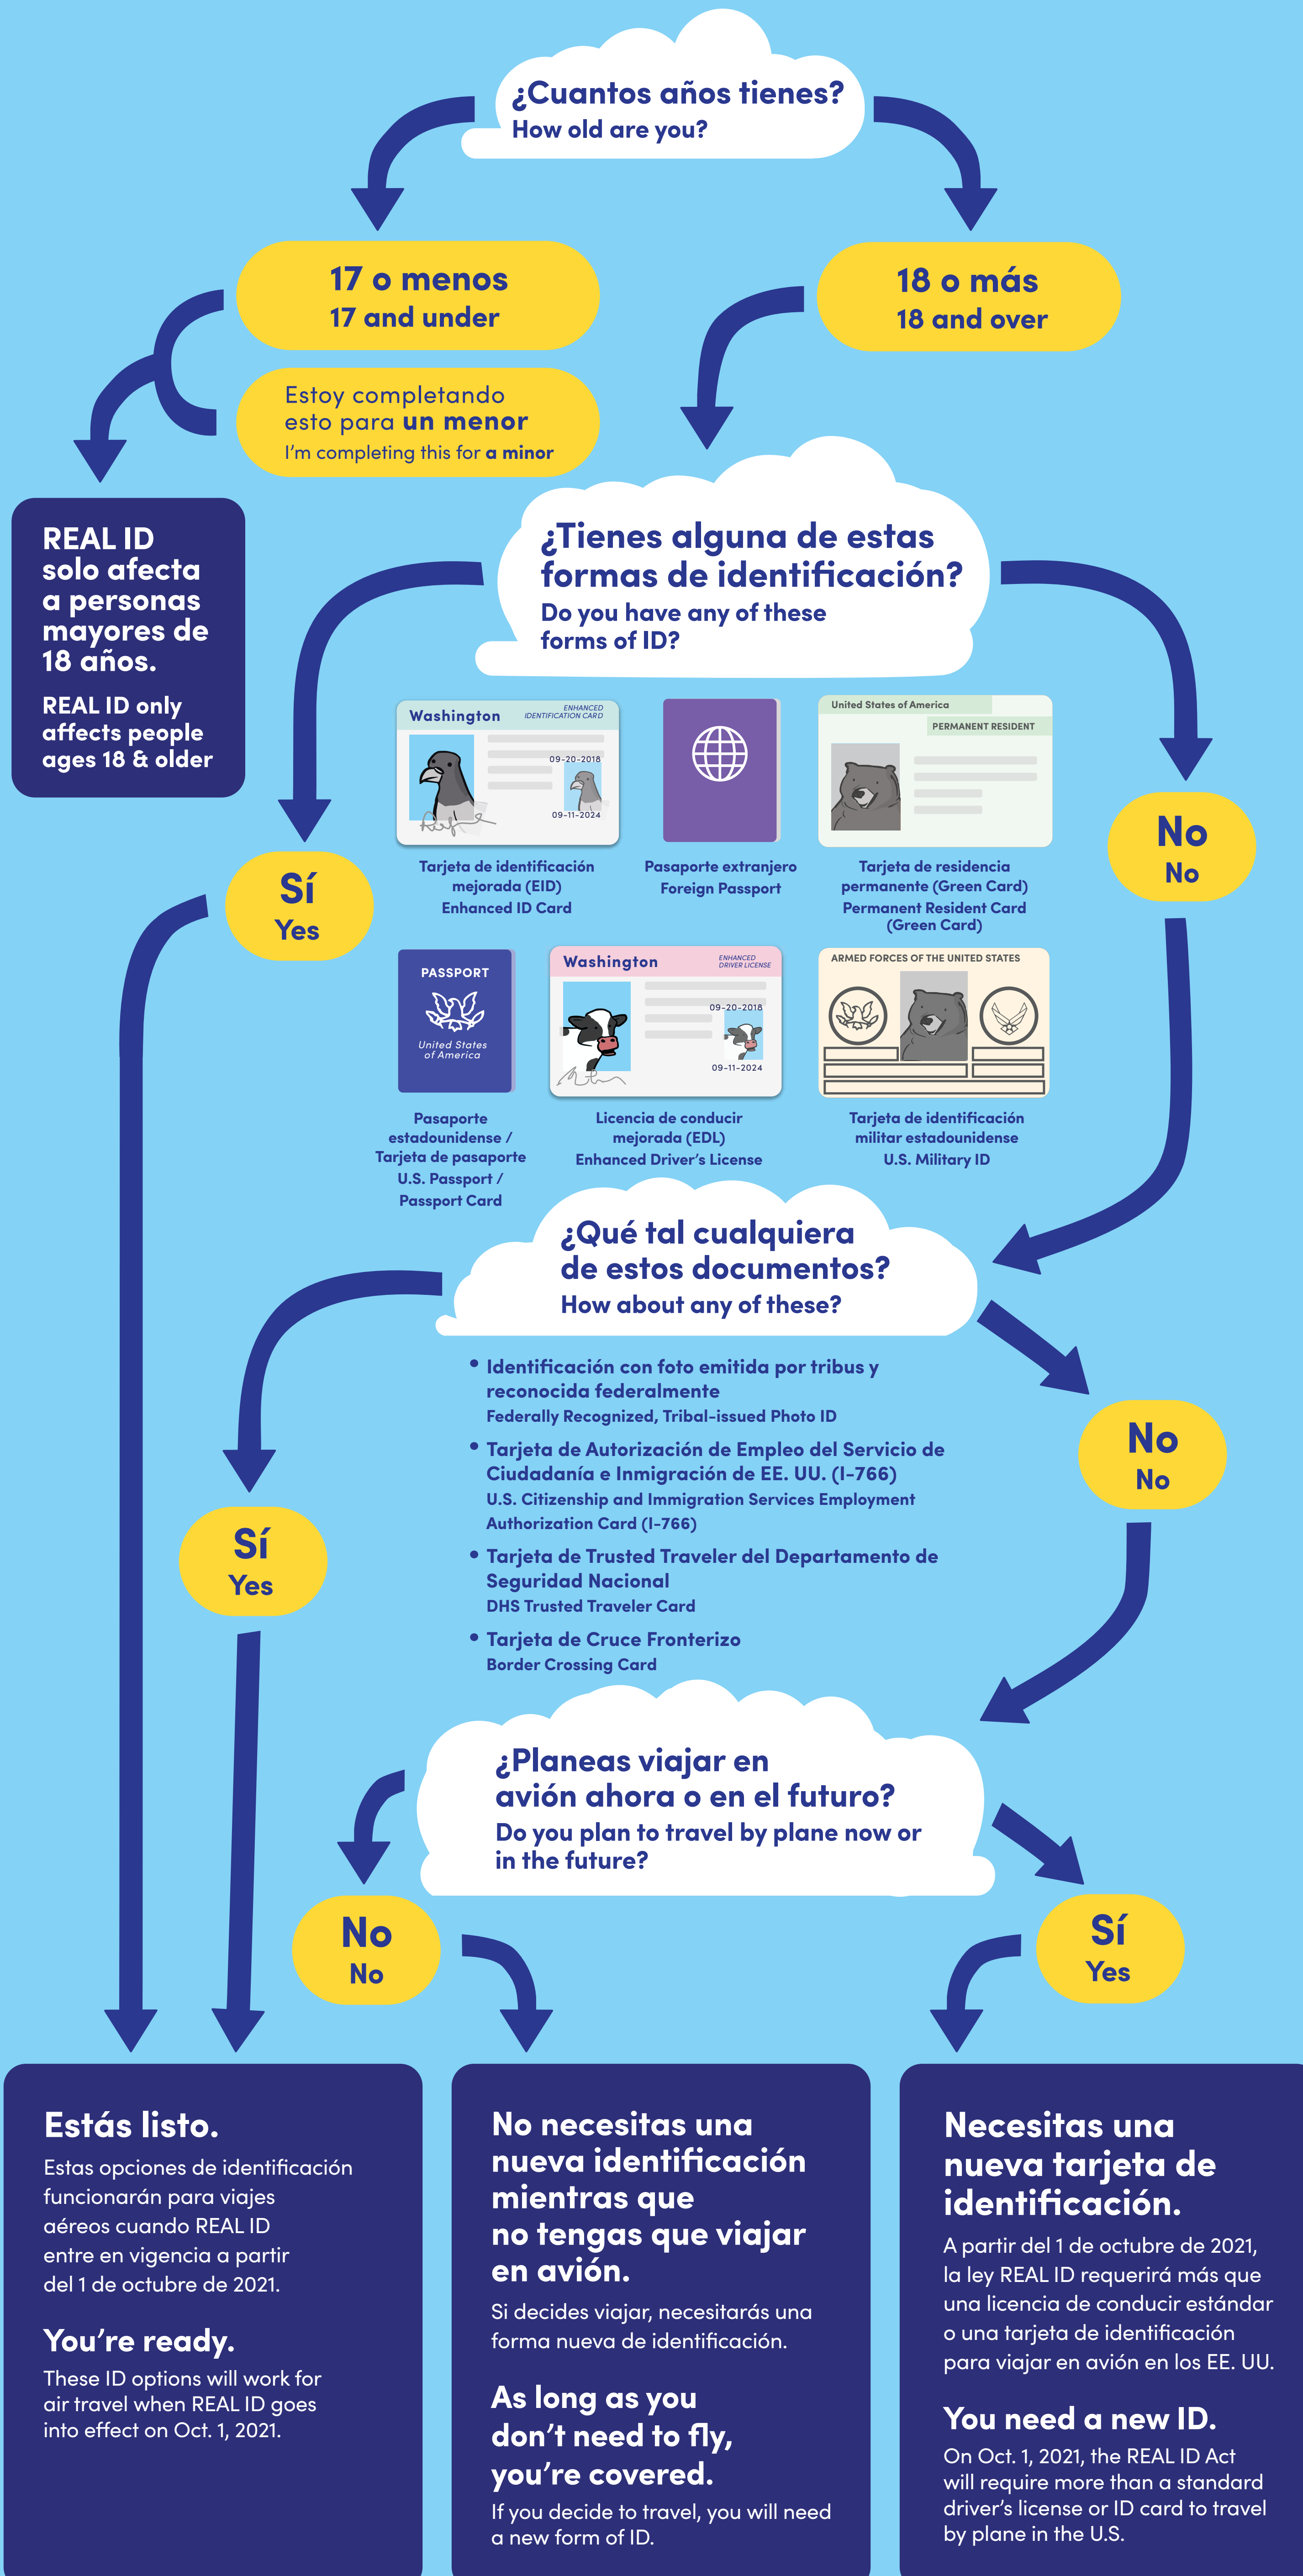 ¿Cuantos años tienes?
How old are you?
17 o menos
17 and under
18 o más
18 and over
Estoy completando
esto para un menor
I'm completing this for a minor
REAL ID
solo afecta
a personas
mayores de
18 años.
REAL ID only
affects people
ages 18 & older
¿Tienes alguna de estas
formas de identificación?
Do you have any of these
forms of ID?
Sí
Yes
No
No
Washington
ENHANCED
IDENTIFICATION CARD
09-20-2018
09-11-2024
Tarjeta de identificación
mejorada (EID)
Enhanced ID Card
Pasaporte extranjero
Foreign Passport
United States of America
PERMANENT RESIDENT
Tarjeta de residencia
permanente (Green Card)
Permanent Resident Card
(Green Card)
PASSPORT
United States
of America
Pasaporte
estadounidense /
Tarjeta de pasaporte
U.S. Passport /
Passport Card
Washington
ENHANCED
DRIVER LICENSE
09-20-2018
09-11-2024
Licencia de conducir
mejorada (EDL)
Enhanced Driver's License
ARMED FORCES OF THE UNITED STATES
Tarjeta de identificación
militar estadounidense
U.S. Military ID
¿Qué tal cualquiera
de estos documentos?
How about any of these?
• Identificación con foto emitida por tribus y
reconocida federalmente
Federally Recognized, Tribal-issued Photo ID
• Tarjeta de Autorización de Empleo del Servicio de
Ciudadanía e Inmigración de EE. UU. (I-766)
U.S. Citizenship and Immigration Services Employment
Authorization Card (I-766)
• Tarjeta de Trusted Traveler del Departamento de
Seguridad Nacional
DHS Trusted Traveler Card
• Tarjeta de Cruce Fronterizo
Border Crossing Card
Sí
Yes
No
No
¿Planeas viajar en
avión ahora o en el futuro?
Do you plan to travel by plane now or
in the future?
No
No
Sí
Yes
Estás listo.
Estas opciones de identificación
funcionarán para viajes
aéreos cuando REAL ID
entre en vigencia a partir
del 1 de octubre de 2021.
You're ready.
These ID options will work for
air travel when REAL ID goes
into effect on Oct. 1, 2021.
No necesitas una
nueva identificación
mientras que
no tengas que viajar
en avión.
Si decides viajar, necesitarás una
forma nueva de identificación.
As long as you
don't need to fly,
you're covered.
If you decide to travel, you will need
a new form of ID.
Necesitas una
nueva tarjeta de
identificación.
A partir del 1 de octubre de 2021,
la ley REAL ID requerirá más que
una licencia de conducir estándar
o una tarjeta de identificación
para viajar en avión en los EE. UU.
You need a new ID.
On Oct. 1, 2021, the REAL ID Act
will require more than a standard
driver's license or ID card to travel
by plane in the U.S.